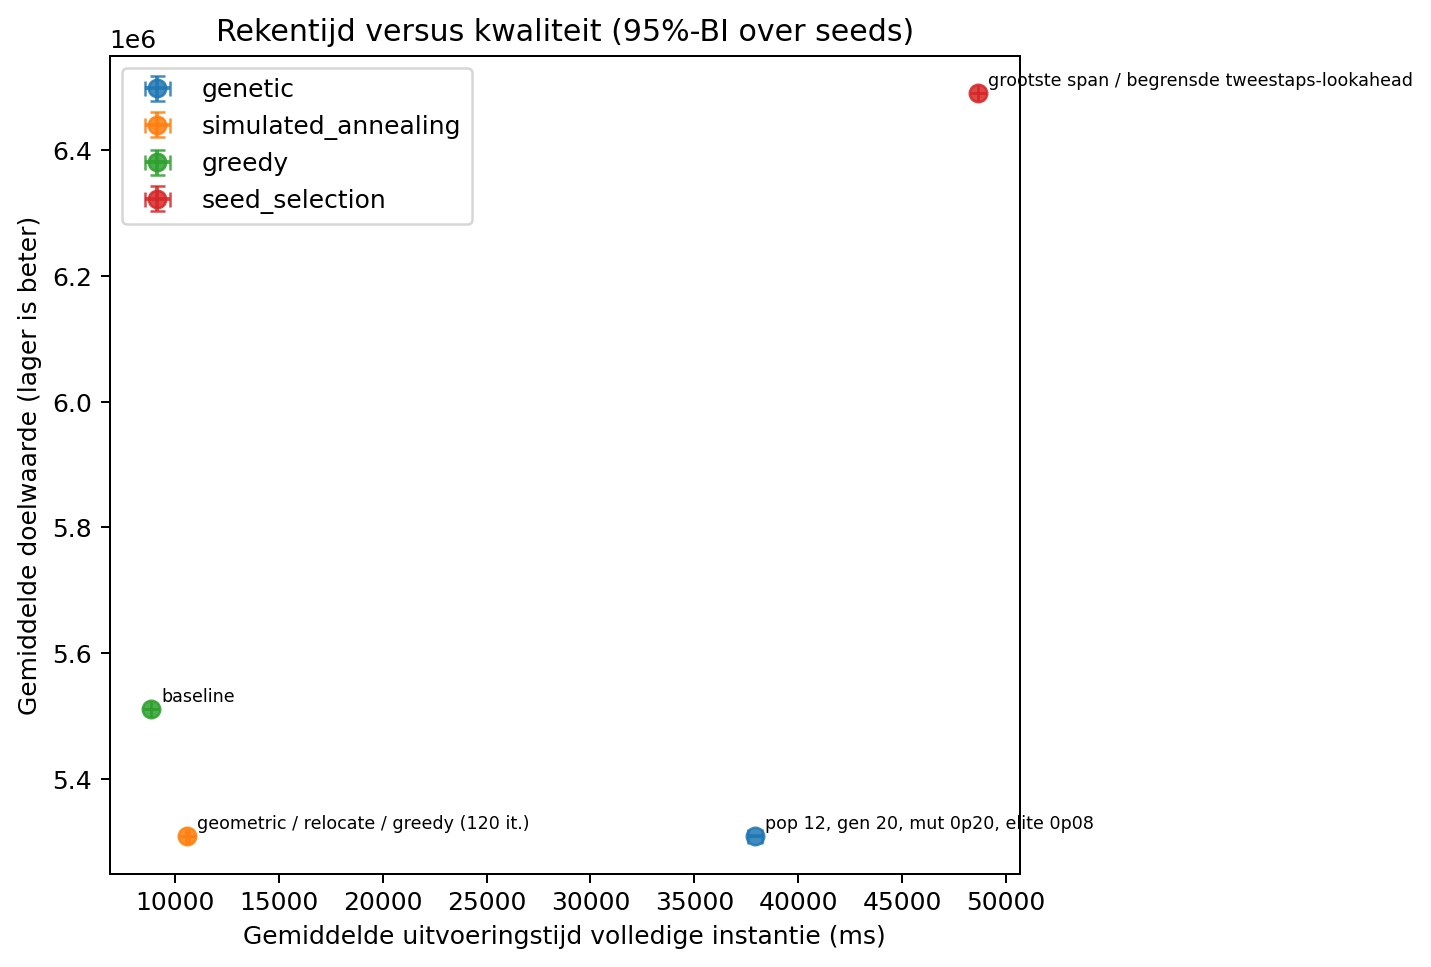 Rekentijd versus kwaliteit (95%-BI over seeds)
1e6
genetic
simulated_annealing
greedy
seed_selection
grootste span / begrensde tweestaps-lookahead
6.4
6.2
6.0
5.8
5.6
5.4
Gemiddelde doelwaarde (lager is beter)
baseline
geometric / relocate / greedy (120 it.)
pop 12, gen 20, mut 0p20, elite 0p08
10000 15000 20000 25000 30000 35000 40000 45000 50000
Gemiddelde uitvoeringstijd volledige instantie (ms)